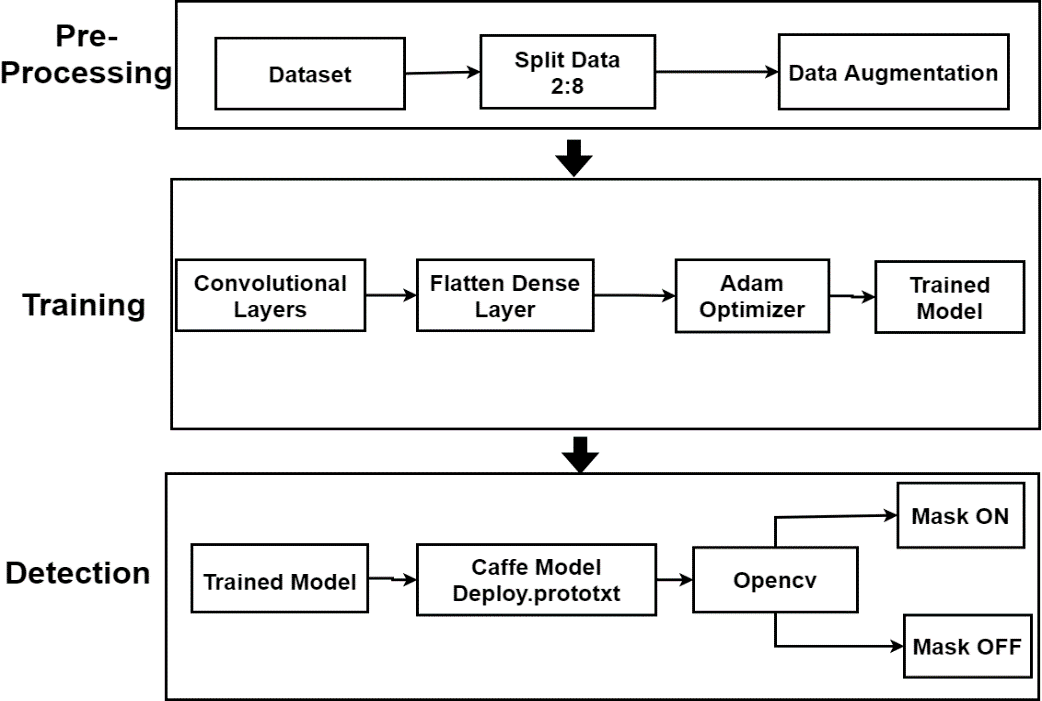 Pre-
Processing
Dataset
Split Data
2:8
Data Augmentation
Training
Convolutional
Layers
Flatten Dense
Layer
Adam
Optimizer
Trained
Model
Detection
Trained Model
Caffe Model
Deploy.prototxt
Opencv
Mask ON
Mask OFF